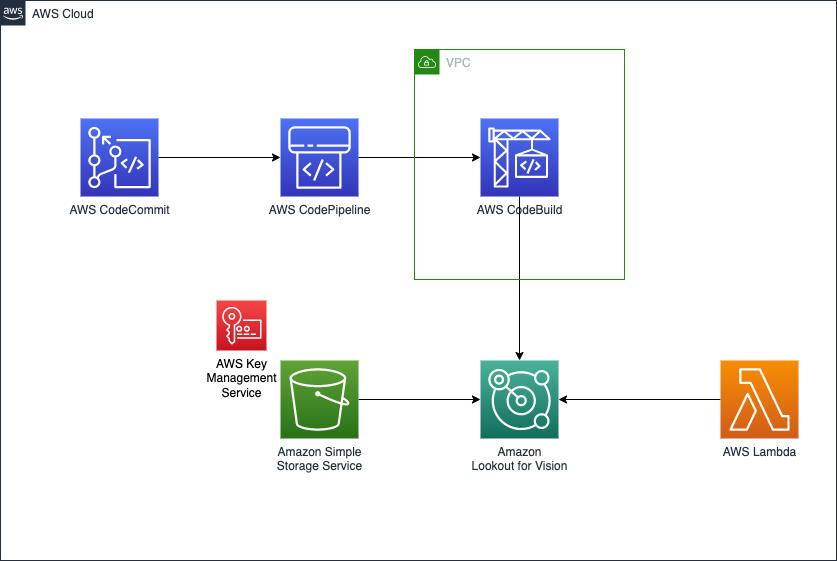 aws
AWS Cloud
VPC
</>
</>
</>
AWS CodeCommit
AWS CodePipeline
AWS CodeBuild
AWS Key
Management
Service
Amazon Simple
Storage Service
Amazon
Lookout for Vision
AWS Lambda